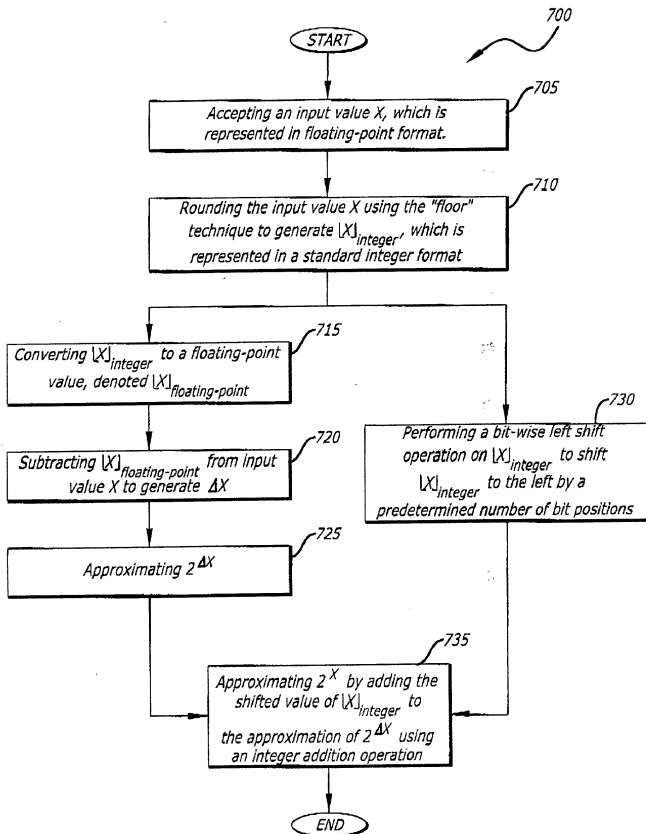 700
START
705
Accepting an input value X, which is
represented in floating-point format.
710
Rounding the input value X using the "floor"
technique to generate ⌊X⌋integer, which is
represented in a standard integer format
715
Converting ⌊X⌋integer to a floating-point
value, denoted ⌊X⌋floating-point
720
Subtracting ⌊X⌋floating-point from input
value X to generate ΔX
725
Approximating 2^ΔX
730
Performing a bit-wise left shift
operation on ⌊X⌋integer to shift
⌊X⌋integer to the left by a
predetermined number of bit positions
735
Approximating 2^X by adding the
shifted value of ⌊X⌋integer to
the approximation of 2^ΔX using
an integer addition operation
END